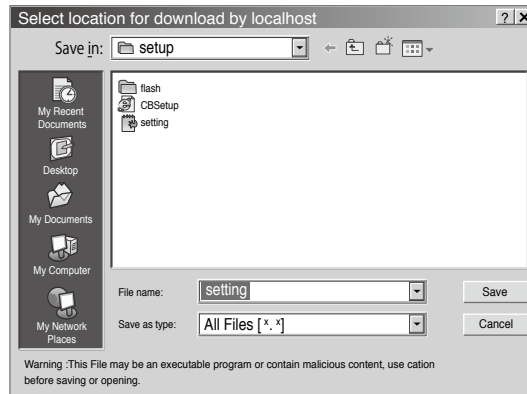 Select location for download by localhost
? x
Save in: setup
My Recent
Documents
Desktop
My Documents
My Computer
My Network
Places
flash
CBSetup
setting
File name: setting Save
Save as type: All Files [ x. x] Cancel
Warning :This File may be an executable program or contain malicious content, use cation
before saving or opening.